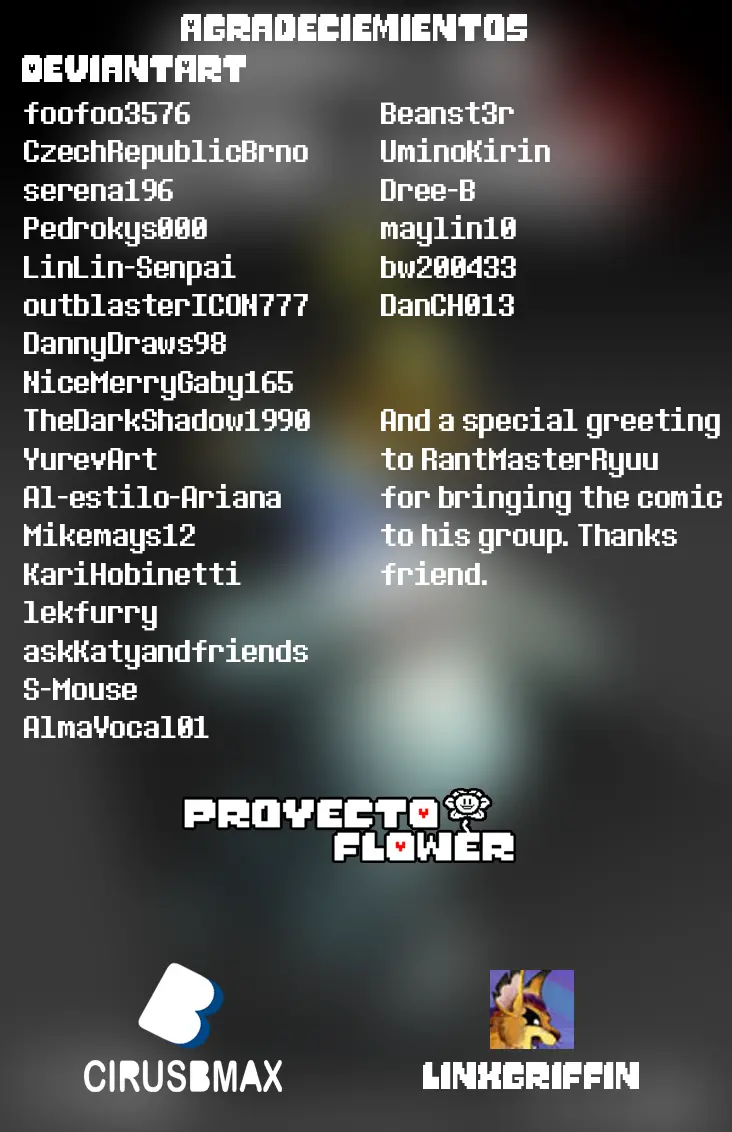 AGRADECIEMIENTOS
DEVIANTART
foofoo3576
CzechRepublicBrno
serena196
Pedrokys000
LinLin-Senpai
outblasterICON777
DannyDraws98
NiceMerryGaby165
TheDarkShadow1990
YurevArt
Al-estilo-Ariana
Mikemays12
KariHobinetti
lekfurry
askKatyandfriends
S-Mouse
AlmaVocal01
Beanst3r
UminoKirin
Dree-B
maylin10
bw200433
DanCH013
And a special greeting
to RantMasterRyuu
for bringing the comic
to his group. Thanks
friend.
PROYECTO
FLOWER
CIRUSBMAX
LINXGRIFFIN